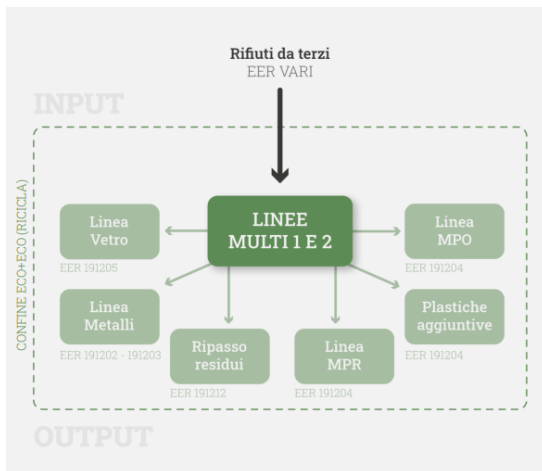 Rifiuti da terzi
EER VARI
INPUT
CONFINE ECO+ECO (RICICLA)
LINEE
MULTI 1 E 2
Linea
Vetro
EER 191205
Linea
MPO
EER 191204
Linea
Metalli
EER 191202 - 191203
Plastiche
aggiuntive
EER 191204
Ripasso
residui
EER 191212
Linea
MPR
EER 191204
OUTPUT